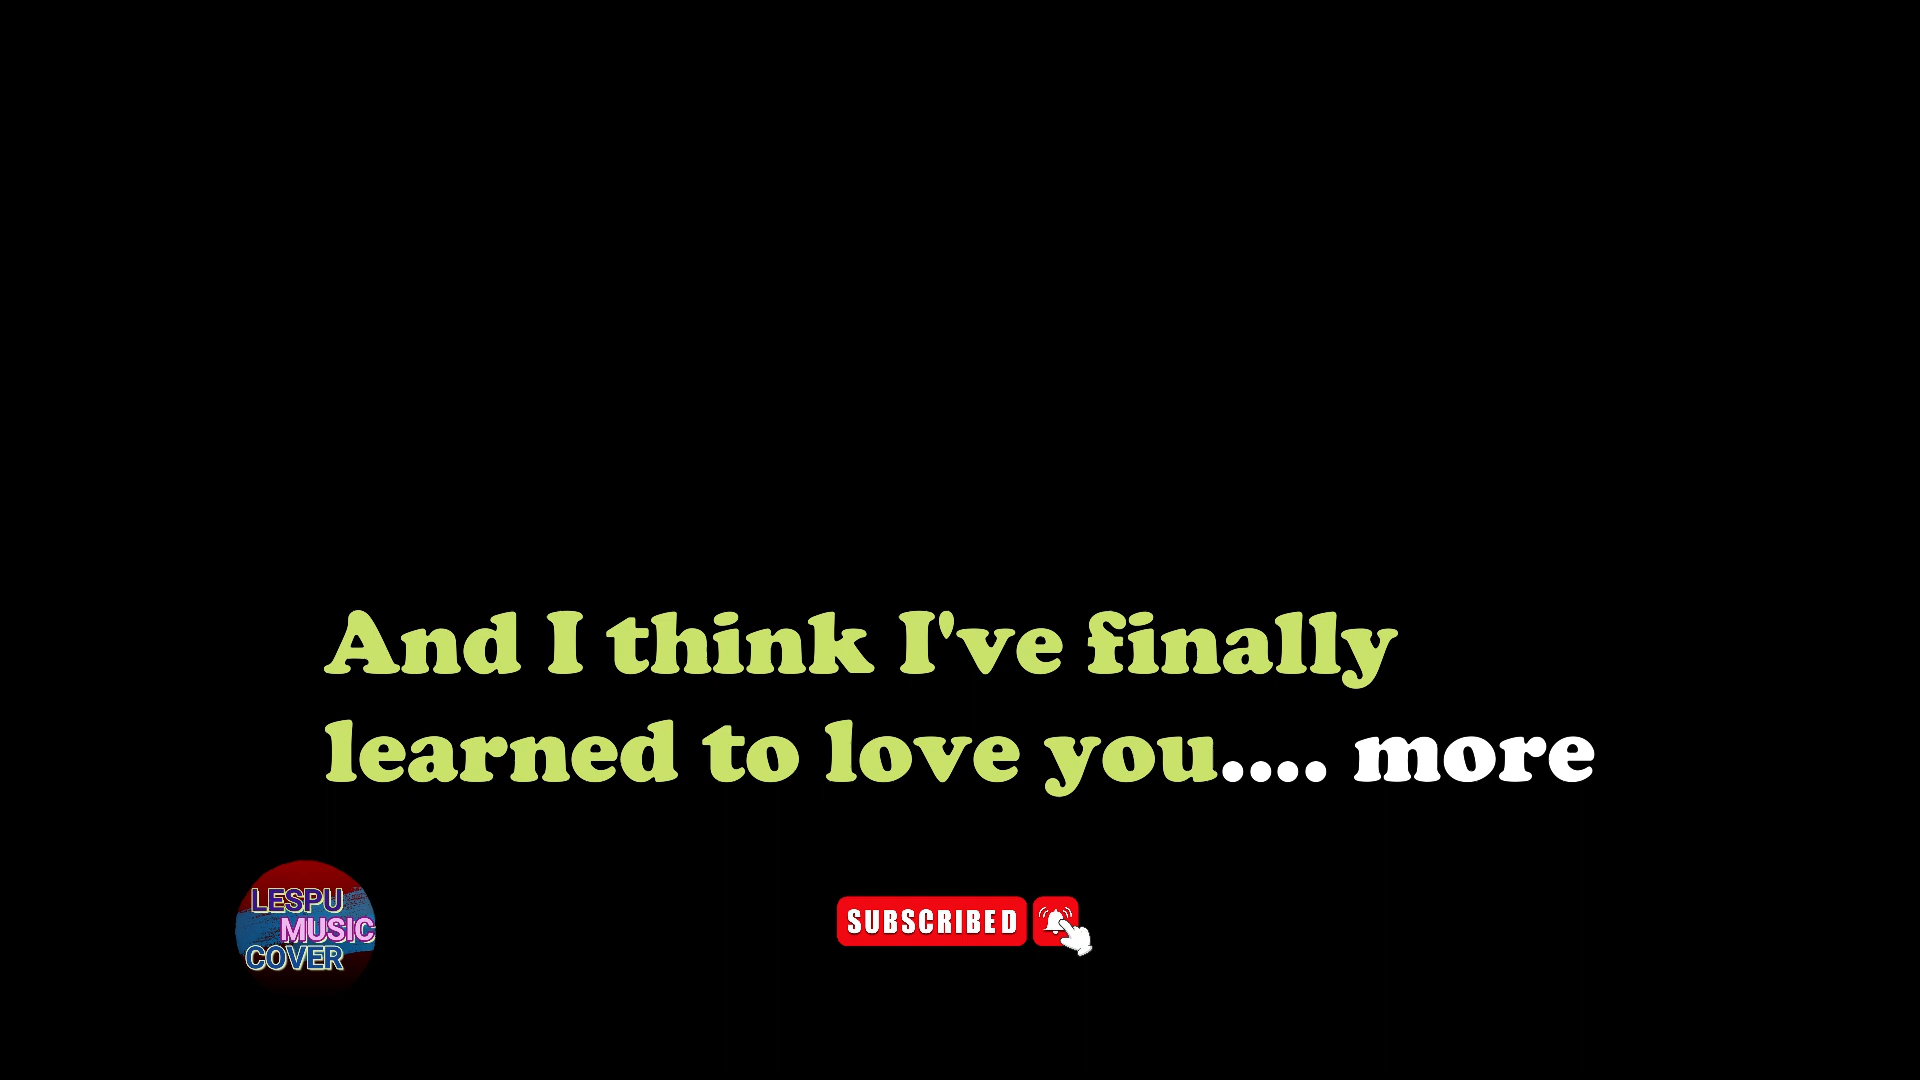 And I think I've finally
learned to love you.... more
LESPU
MUSIC
COVER
SUBSCRIBED